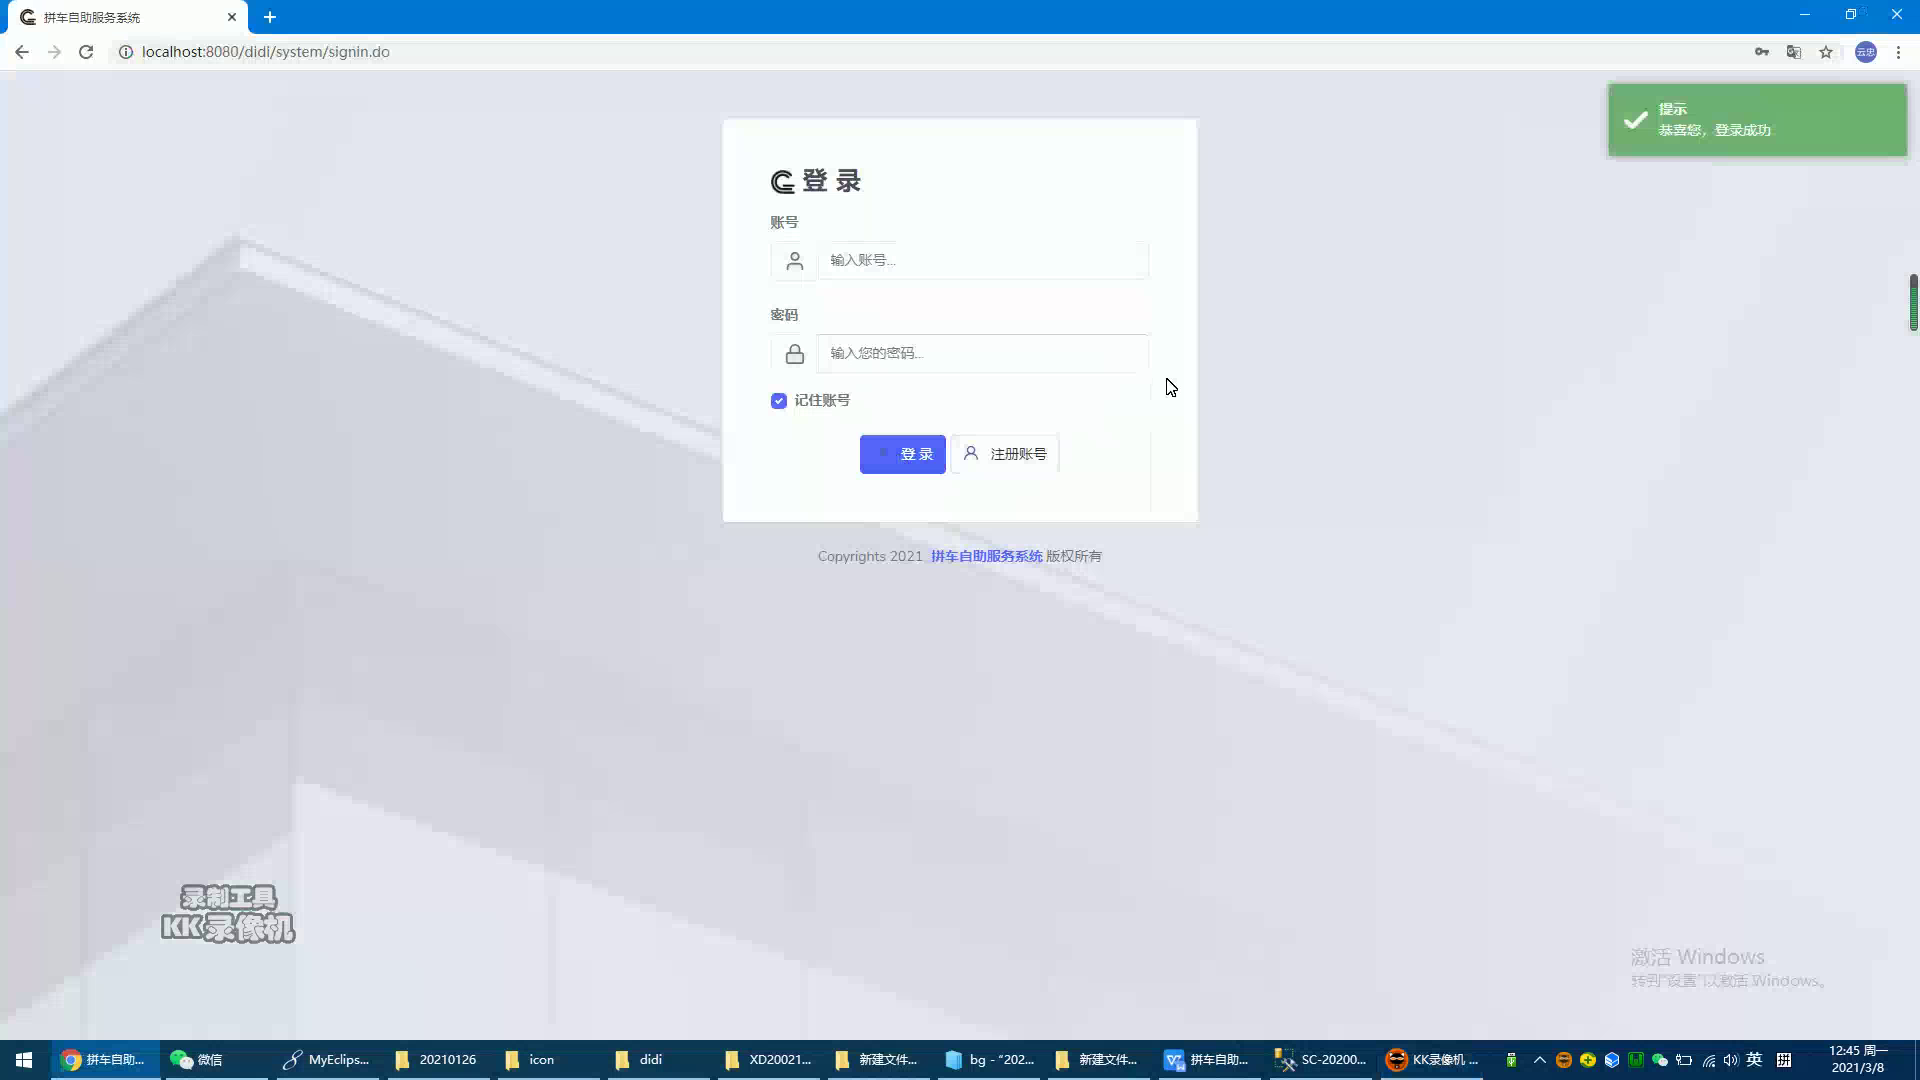 拼车自助服务系统
localhost:8080/didi/system/signin.do
云忠
提示
恭喜您，登录成功
登 录
账号
输入账号...
密码
输入您的密码...
记住账号
登 录
注册账号
Copyrights 2021 拼车自助服务系统 版权所有
录制工具
KK录像机
激活 Windows
转到"设置"以激活 Windows。
拼车自助...
微信
MyEclips...
20210126
icon
didi
XD20021...
新建文件...
bg - "202...
新建文件...
拼车自助...
SC-20200...
KK录像机 ...
英
拼
12:45 周一
2021/3/8